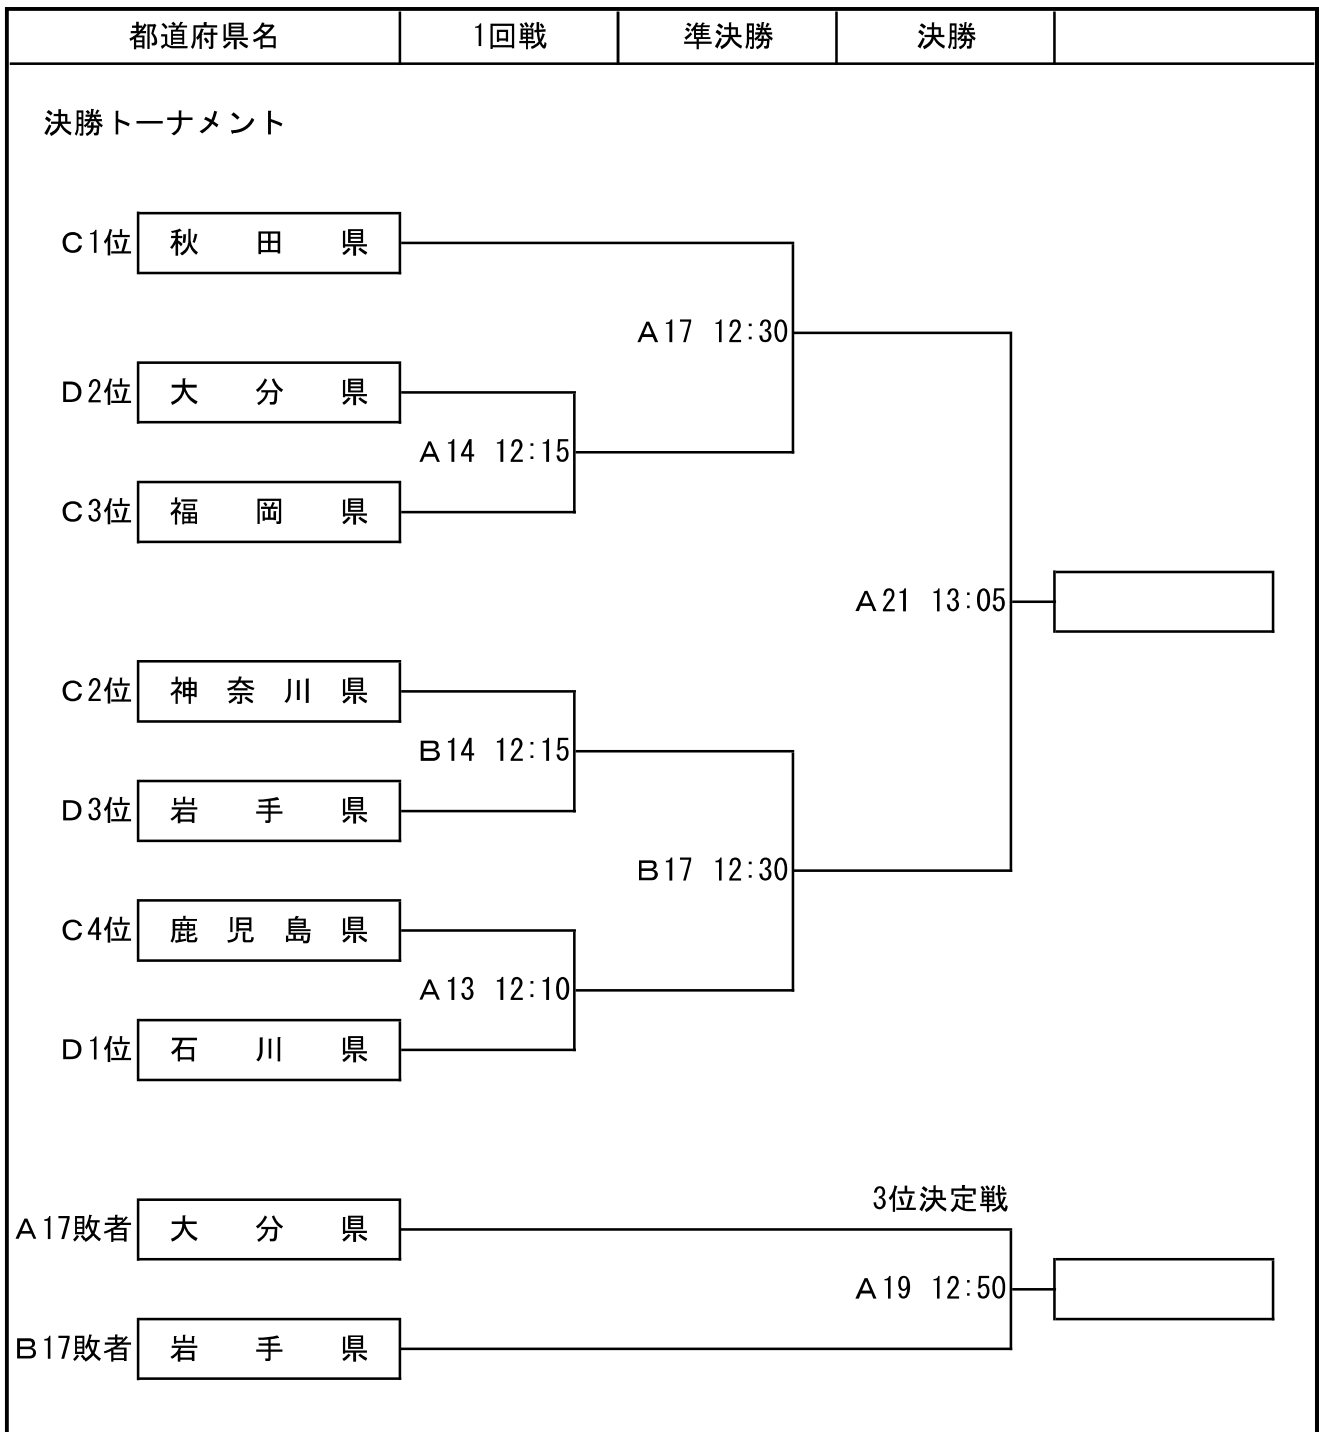 都道府県名 1回戦 準決勝 決勝
決勝トーナメント
C1位 秋田県
A17 12:30
D2位 大分県
A14 12:15
C3位 福岡県
A21 13:05
C2位 神奈川県
B14 12:15
D3位 岩手県
B17 12:30
C4位 鹿児島県
A13 12:10
D1位 石川県
3位決定戦
A17敗者 大分県
A19 12:50
B17敗者 岩手県